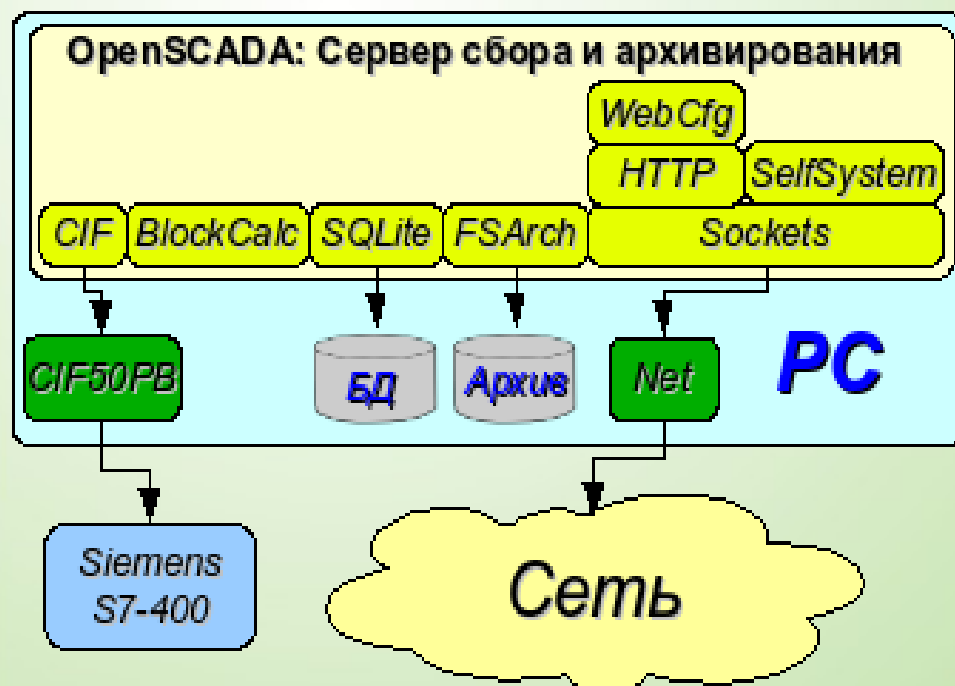 OpenSCADA: Сервер сбора и архивирования
WebCfg
HTTP
SelfSystem
CIF
BlockCalc
SQLite
FSArch
Sockets
CIF50PB
БД
Архив
Net
PC
Siemens
S7-400
Сеть